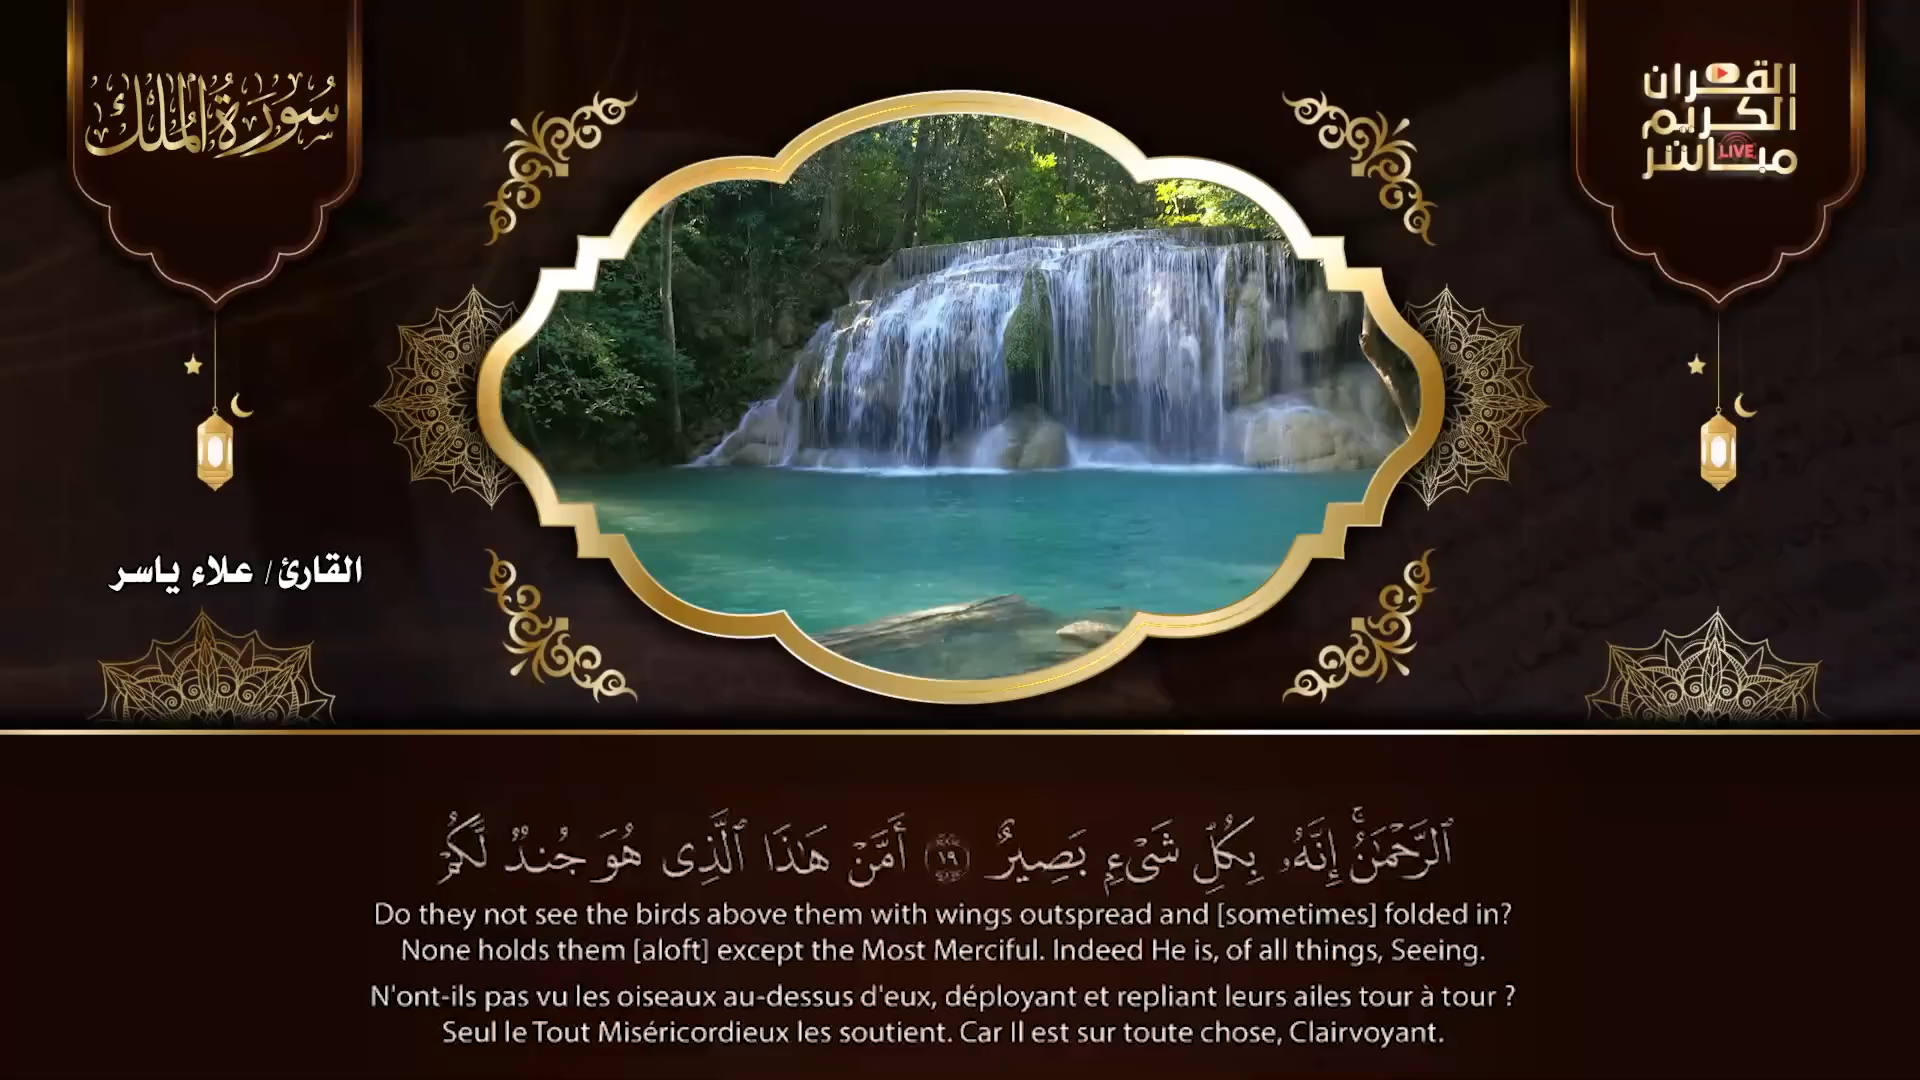 سُورَةُ المُلْك
القرآن
الكريم
مباشر
LIVE
القارئ / علاء ياسر
ٱلرَّحۡمَٰنُۚ إِنَّهُۥ بِكُلِّ شَيۡءِۭ بَصِيرٌ ١٩ أَمَّنۡ هَٰذَا ٱلَّذِي هُوَ جُندٞ لَّكُمۡ
Do they not see the birds above them with wings outspread and [sometimes] folded in?
None holds them [aloft] except the Most Merciful. Indeed He is, of all things, Seeing.
N'ont-ils pas vu les oiseaux au-dessus d'eux, déployant et repliant leurs ailes tour à tour ?
Seul le Tout Miséricordieux les soutient. Car Il est sur toute chose, Clairvoyant.